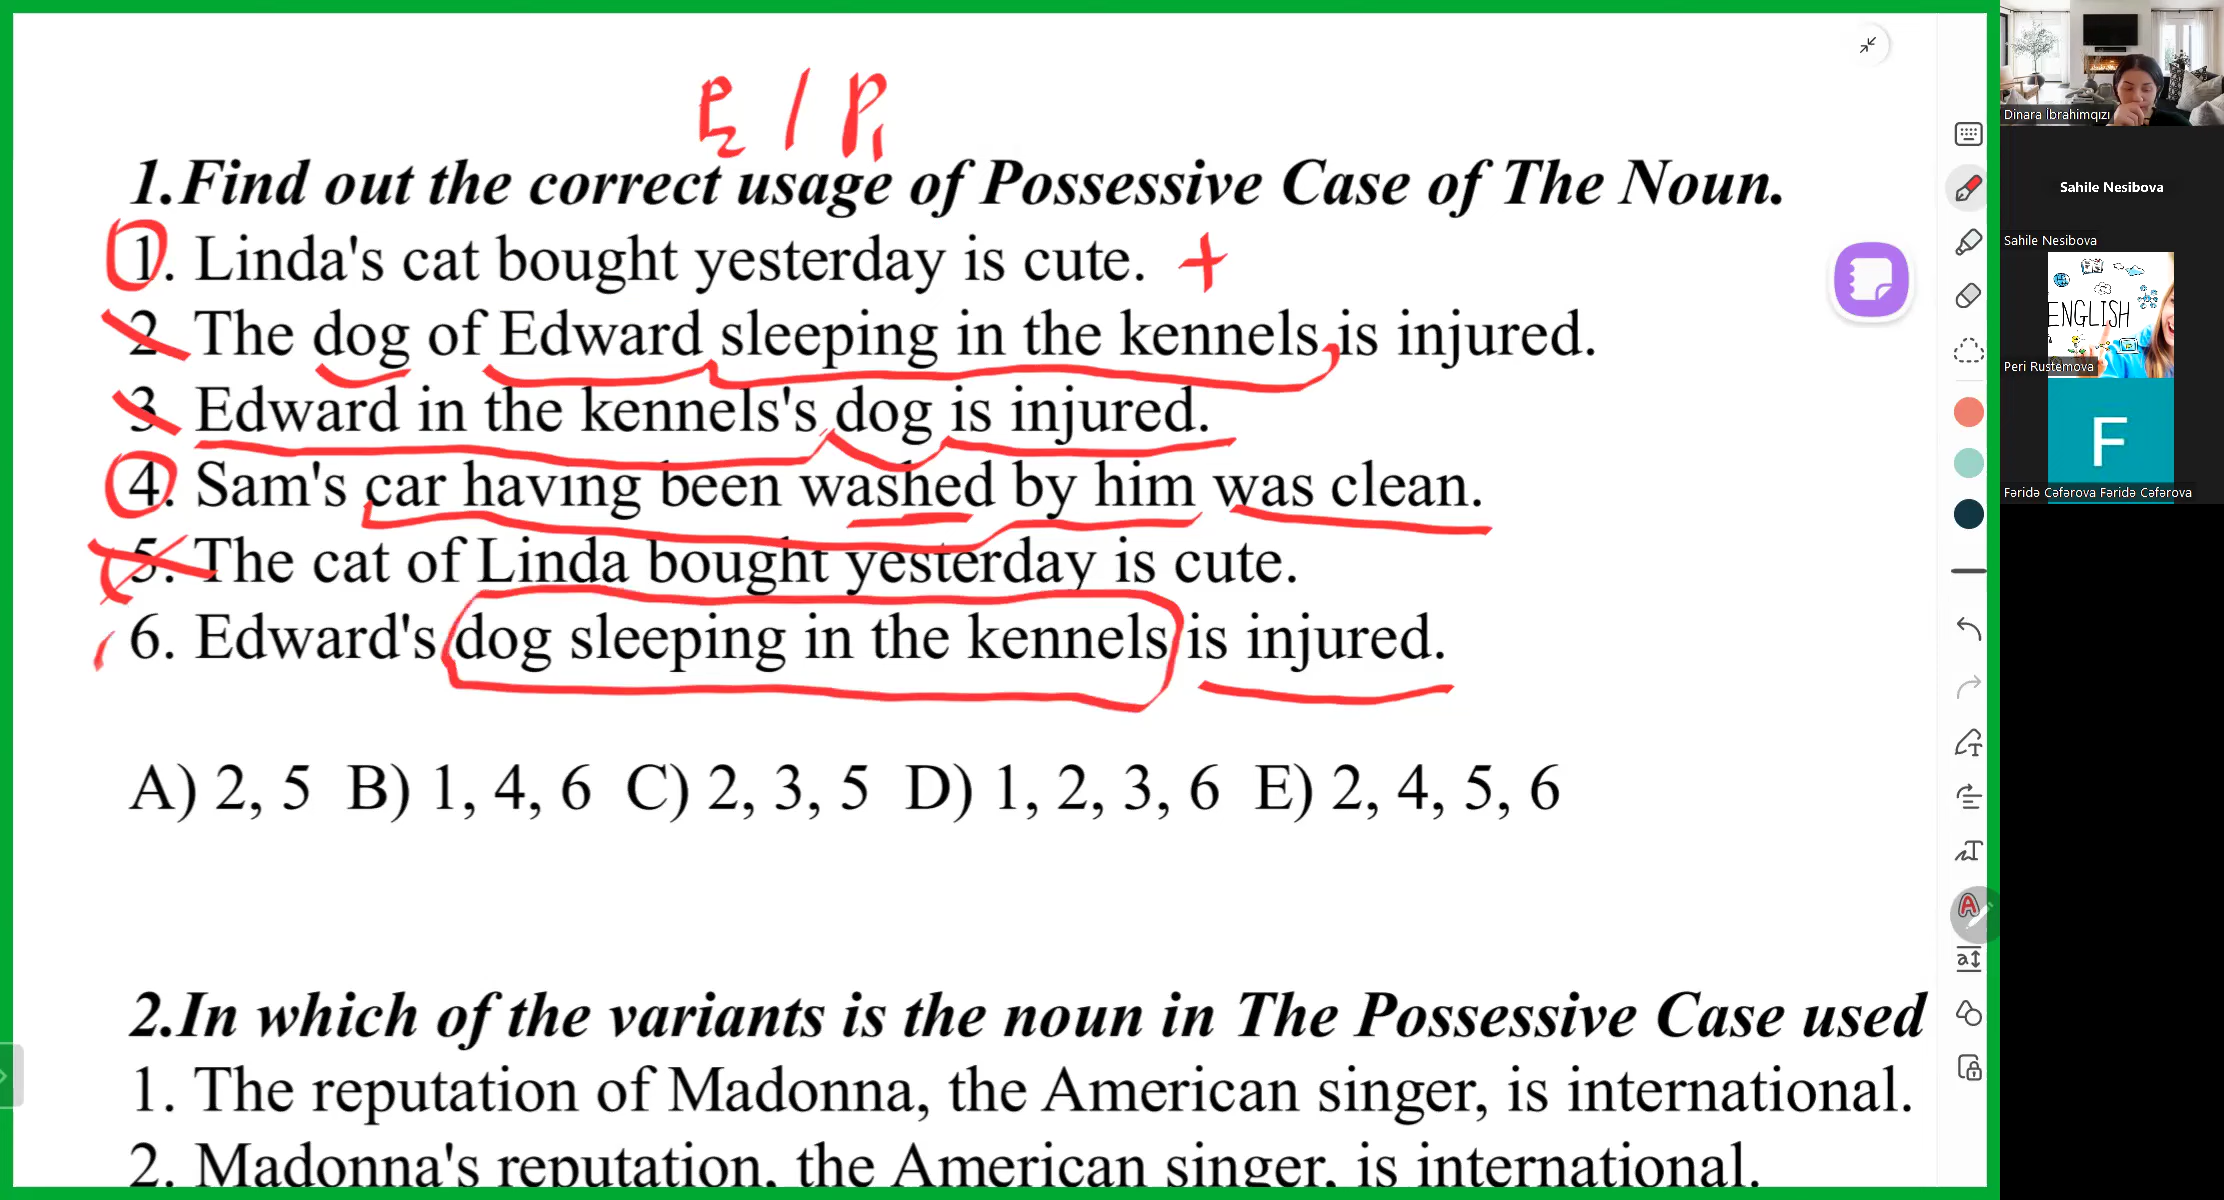 P2 / P1
1.Find out the correct usage of Possessive Case of The Noun.
1. Linda's cat bought yesterday is cute. +
2. The dog of Edward sleeping in the kennels, is injured.
3. Edward in the kennels's dog is injured.
4. Sam's car having been washed by him was clean.
5. The cat of Linda bought yesterday is cute.
6. Edward's dog sleeping in the kennels is injured.
A) 2, 5 B) 1, 4, 6 C) 2, 3, 5 D) 1, 2, 3, 6 E) 2, 4, 5, 6
2.In which of the variants is the noun in The Possessive Case used
1. The reputation of Madonna, the American singer, is international.
2. Madonna's reputation, the American singer, is international.
Dinara İbrahimqızı
Sahile Nesibova
Sahile Nesibova
ENGLISH
Peri Rustemova
F
Fəridə Cəfərova Fəridə Cəfərova